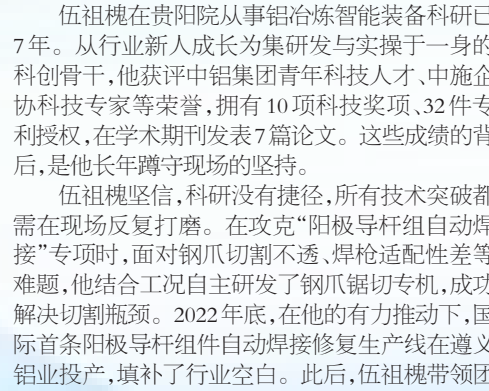 伍祖槐在贵阳院从事铝冶炼智能装备科研已
7年。从行业新人成长为集研发与实操于一身的
科创骨干，他获评中铝集团青年科技人才、中施企
协科技专家等荣誉，拥有10项科技奖项、32件专
利授权，在学术期刊发表7篇论文。这些成绩的背
后，是他长年蹲守现场的坚持。
伍祖槐坚信，科研没有捷径，所有技术突破都
需在现场反复打磨。在攻克“阳极导杆组自动焊
接”专项时，面对钢爪切割不透、焊枪适配性差等
难题，他结合工况自主研发了钢爪锯切专机，成功
解决切割瓶颈。2022年底，在他的有力推动下，国
际首条阳极导杆组件自动焊接修复生产线在遵义
铝业投产，填补了行业空白。此后，伍祖槐带领团